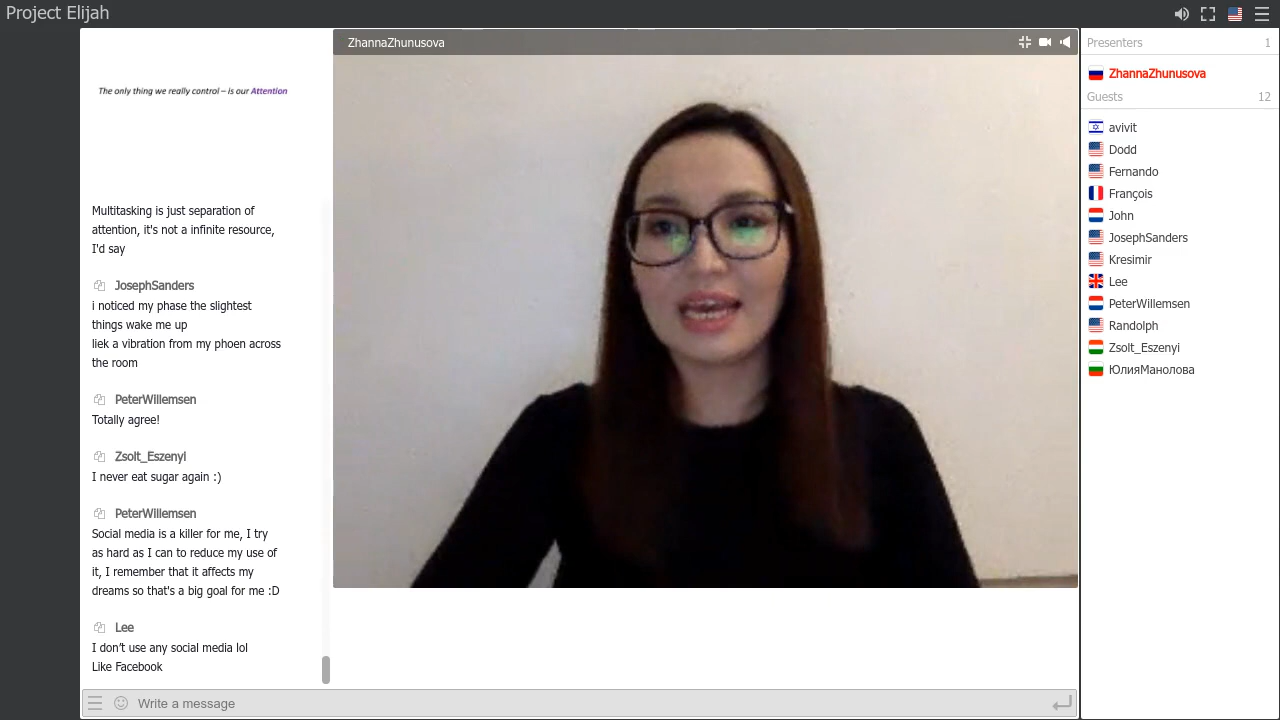 Project Elijah
The only thing we really control – is our Attention
Multitasking is just separation of
attention, it's not a infinite resource,
I'd say
JosephSanders
i noticed my phase the slightest
things wake me up
liek a vibration from my phoen across
the room
PeterWillemsen
Totally agree!
Zsolt_Eszenyi
I never eat sugar again :)
PeterWillemsen
Social media is a killer for me, I try
as hard as I can to reduce my use of
it, I remember that it affects my
dreams so that's a big goal for me :D
Lee
I don't use any social media lol
Like Facebook
Write a message
ZhannaZhunusova
Presenters 1
ZhannaZhunusova
Guests 12
avivit
Dodd
Fernando
François
John
JosephSanders
Kresimir
Lee
PeterWillemsen
Randolph
Zsolt_Eszenyi
ЮлияМанолова